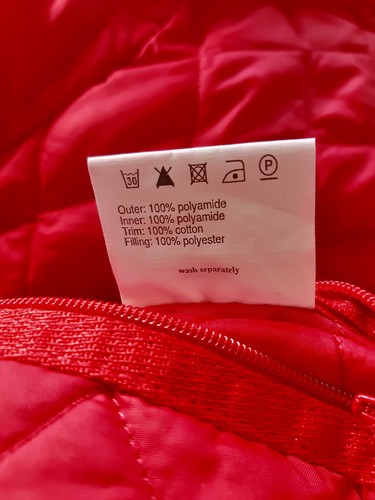 30 P
Outer: 100% polyamide
Inner: 100% polyamide
Trim: 100% cotton
Filling: 100% polyester
wash separately